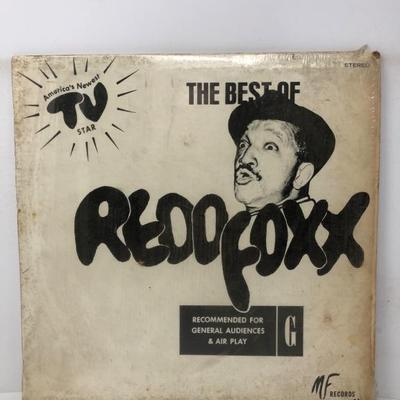 America's Newest
TV
STAR
STEREO
THE BEST OF
REDD FOXX
RECOMMENDED FOR
GENERAL AUDIENCES
& AIR PLAY
G
MF
RECORDS